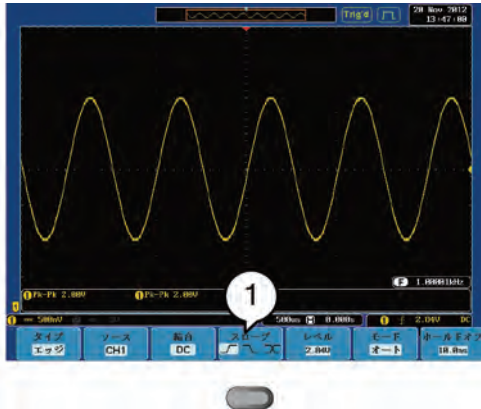 Trig'd
20 Nov 2012
13:47:00
Pk-Pk 2.00V
Pk-Pk 2.00V
1
F 1.00001kHz
500mV
500us H 0.000s
2.04V DC
タイプ
ソース
結合
スロープ
レベル
モード
ホールドオフ
エッジ
CH1
DC
2.04V
オート
10.0ns